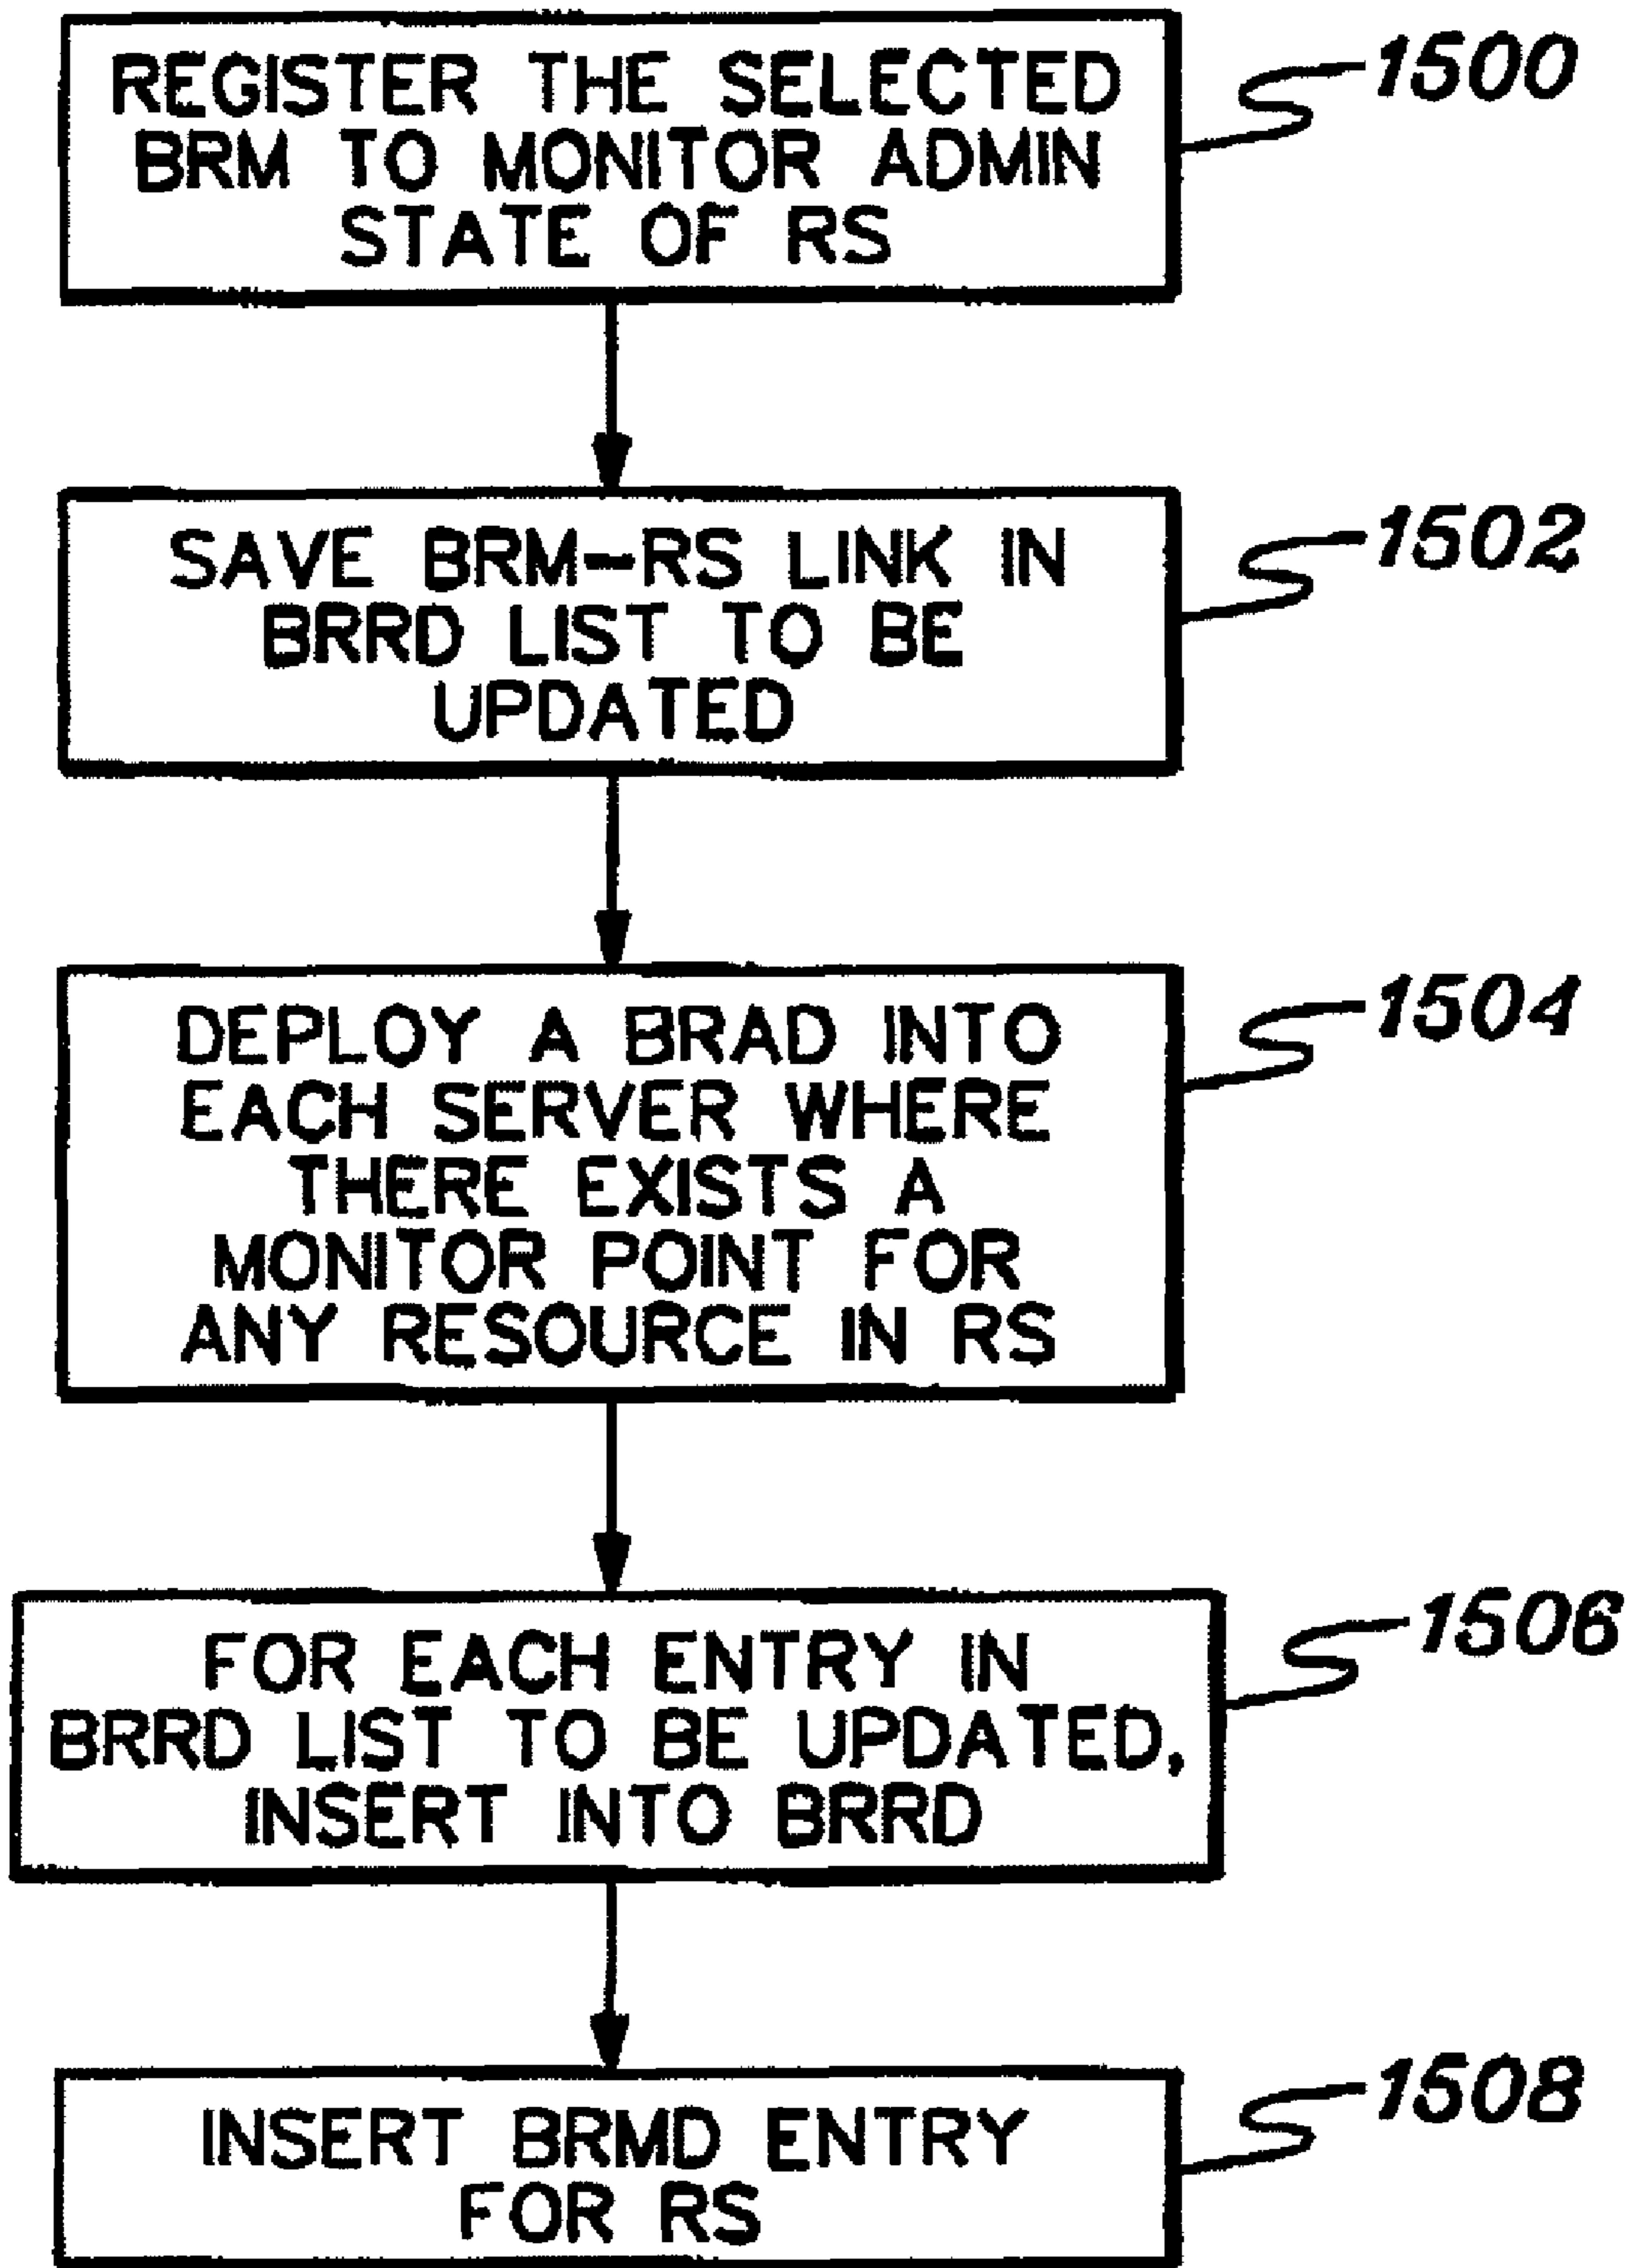 REGISTER THE SELECTED
BRM TO MONITOR ADMIN
STATE OF RS
1500
SAVE BRM-RS LINK IN
BRRD LIST TO BE
UPDATED
1502
DEPLOY A BRAD INTO
EACH SERVER WHERE
THERE EXISTS A
MONITOR POINT FOR
ANY RESOURCE IN RS
1504
FOR EACH ENTRY IN
BRRD LIST TO BE UPDATED,
INSERT INTO BRRD
1506
INSERT BRMD ENTRY
FOR RS
1508